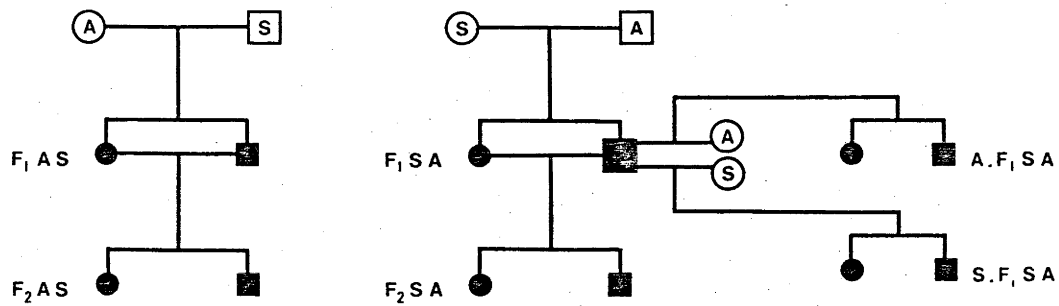 A S S A
F₁ A S F₁ S A A A.F₁ S A
S
F₂ A S F₂ S A S.F₁ S A